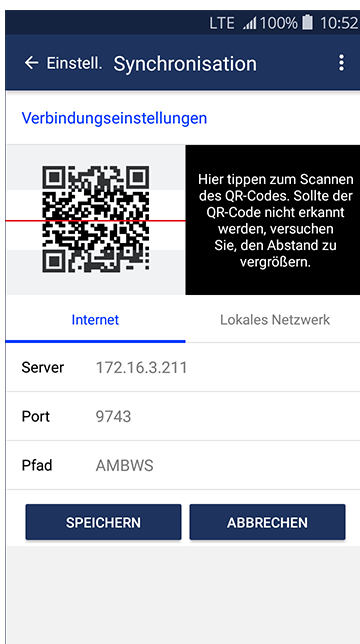 LTE 100% 10:52
Einstell. Synchronisation
Verbindungseinstellungen
Hier tippen zum Scannen
des QR-Codes. Sollte der
QR-Code nicht erkannt
werden, versuchen
Sie, den Abstand zu
vergrößern.
Internet Lokales Netzwerk
Server 172.16.3.211
Port 9743
Pfad AMBWS
SPEICHERN ABBRECHEN